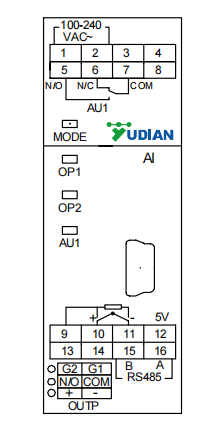 100-240
VAC~
1 2 3 4
5 6 7 8
N/O N/C COM
AU1
MODE YUDIAN
OP1 AI
OP2
AU1
+ - 5V
9 10 11 12
13 14 15 16
B A
RS485
G2 G1
N/O COM
+ -
OUTP